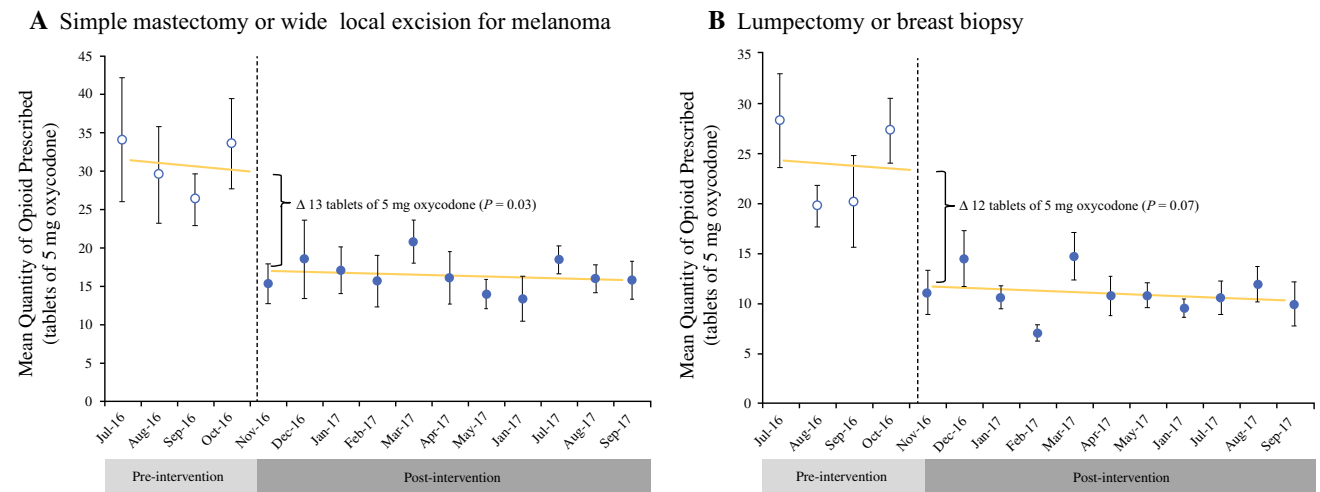 A Simple mastectomy or wide local excision for melanoma
Mean Quantity of Opioid Prescribed
(tablets of 5 mg oxycodone)
45
40
35
30
25
20
15
10
5
0
Δ 13 tablets of 5 mg oxycodone (P = 0.03)
Jul-16
Aug-16
Sep-16
Oct-16
Nov-16
Dec-16
Jan-17
Feb-17
Mar-17
Apr-17
May-17
Jan-17
Jul-17
Aug-17
Sep-17
Pre-intervention
Post-intervention
B Lumpectomy or breast biopsy
Mean Quantity of Opioid Prescribed
(tablets of 5 mg oxycodone)
35
30
25
20
15
10
5
0
Δ 12 tablets of 5 mg oxycodone (P = 0.07)
Jul-16
Aug-16
Sep-16
Oct-16
Nov-16
Dec-16
Jan-17
Feb-17
Mar-17
Apr-17
May-17
Jan-17
Jul-17
Aug-17
Sep-17
Pre-intervention
Post-intervention